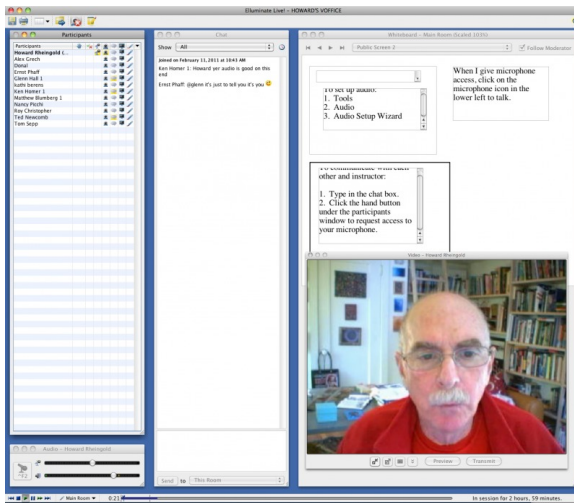 Elluminate Live! - HOWARD'S VOFFICE
Participants
Participants
Howard Rheingold (...
Alex Grech
Donal
Ernst Phaff
Glenn Hall 1
kathi berens
Ken Homer 1
Matthew Blumberg 1
Nancy Picchi
Roy Christopher
Ted Newcomb
Tom Sepp
Chat
Show All
Joined on February 11, 2011 at 10:43 AM
Ken Homer 1: Howard yer audio is good on this
end
Ernst Phaff: @glenn it's just to tell you it's you
Send to This Room
Whiteboard - Main Room (Scaled 103%)
Public Screen 2
Follow Moderator
To set up audio:
1. Tools
2. Audio
3. Audio Setup Wizard
When I give microphone
access, click on the
microphone icon in the
lower left to talk.
To communicate with each
other and instructor:
1. Type in the chat box.
2. Click the hand button
under the participants
window to request access to
your microphone.
Video - Howard Rheingold
Preview
Transmit
Audio - Howard Rheingold
Main Room
0:21
In session for 2 hours, 59 minutes.